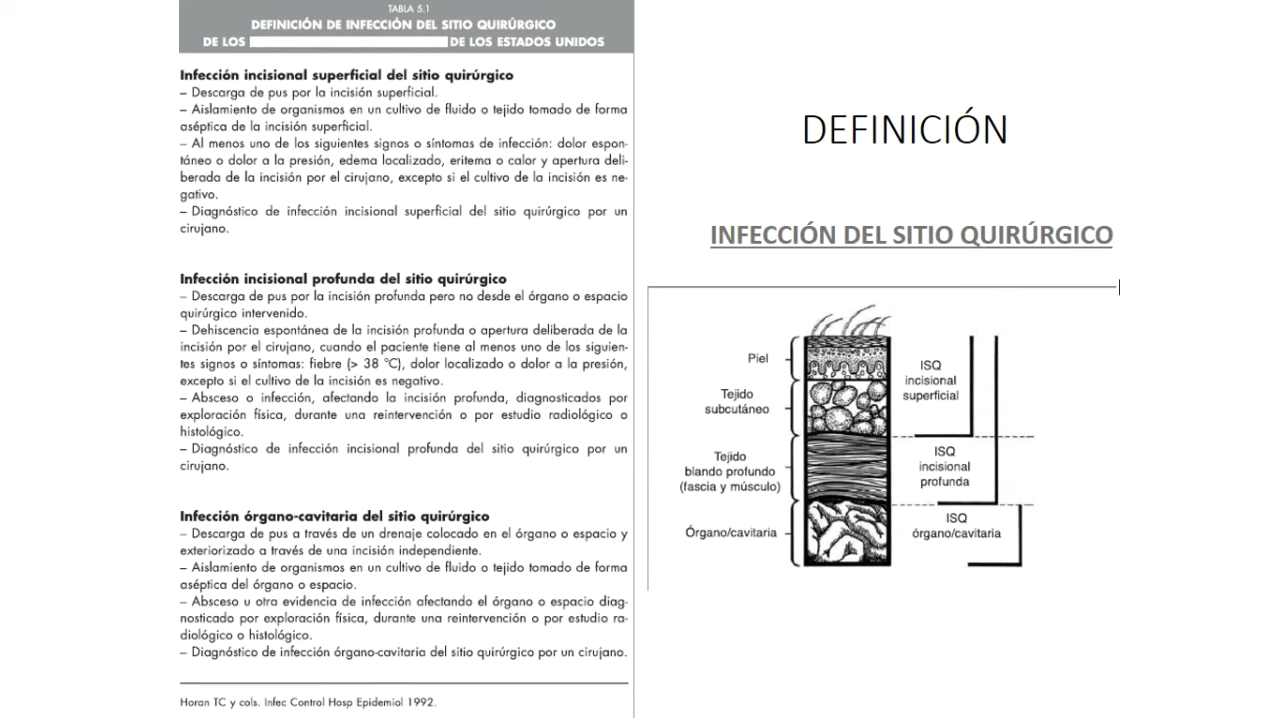 TABLA 5.1
DEFINICIÓN DE INFECCIÓN DEL SITIO QUIRÚRGICO
DE LOS DE LOS ESTADOS UNIDOS
Infección incisional superficial del sitio quirúrgico
– Descarga de pus por la incisión superficial.
– Aislamiento de organismos en un cultivo de fluido o tejido tomado de forma
aséptica de la incisión superficial.
– Al menos uno de los siguientes signos o síntomas de infección: dolor espon-
táneo o dolor a la presión, edema localizado, eritema o calor y apertura deli-
berada de la incisión por el cirujano, excepto si el cultivo de la incisión es ne-
gativo.
– Diagnóstico de infección incisional superficial del sitio quirúrgico por un
cirujano.
Infección incisional profunda del sitio quirúrgico
– Descarga de pus por la incisión profunda pero no desde el órgano o espacio
quirúrgico intervenido.
– Dehiscencia espontánea de la incisión profunda o apertura deliberada de la
incisión por el cirujano, cuando el paciente tiene al menos uno de los siguien-
tes signos o síntomas: fiebre (> 38 °C), dolor localizado o dolor a la presión,
excepto si el cultivo de la incisión es negativo.
– Absceso o infección, afectando la incisión profunda, diagnosticados por
exploración física, durante una reintervención o por estudio radiológico o
histológico.
– Diagnóstico de infección incisional profunda del sitio quirúrgico por un
cirujano.
Infección órgano-cavitaria del sitio quirúrgico
– Descarga de pus a través de un drenaje colocado en el órgano o espacio y
exteriorizado a través de una incisión independiente.
– Aislamiento de organismos en un cultivo de fluido o tejido tomado de forma
aséptica del órgano o espacio.
– Absceso u otra evidencia de infección afectando el órgano o espacio diag-
nosticado por exploración física, durante una reintervención o por estudio ra-
diológico o histológico.
– Diagnóstico de infección órgano-cavitaria del sitio quirúrgico por un cirujano.
Horan TC y cols. Infec Control Hosp Epidemiol 1992.
DEFINICIÓN
INFECCIÓN DEL SITIO QUIRÚRGICO
Piel
Tejido
subcutáneo
Tejido
blando profundo
(fascia y músculo)
Órgano/cavitaria
ISQ
incisional
superficial
ISQ
incisional
profunda
ISQ
órgano/cavitaria